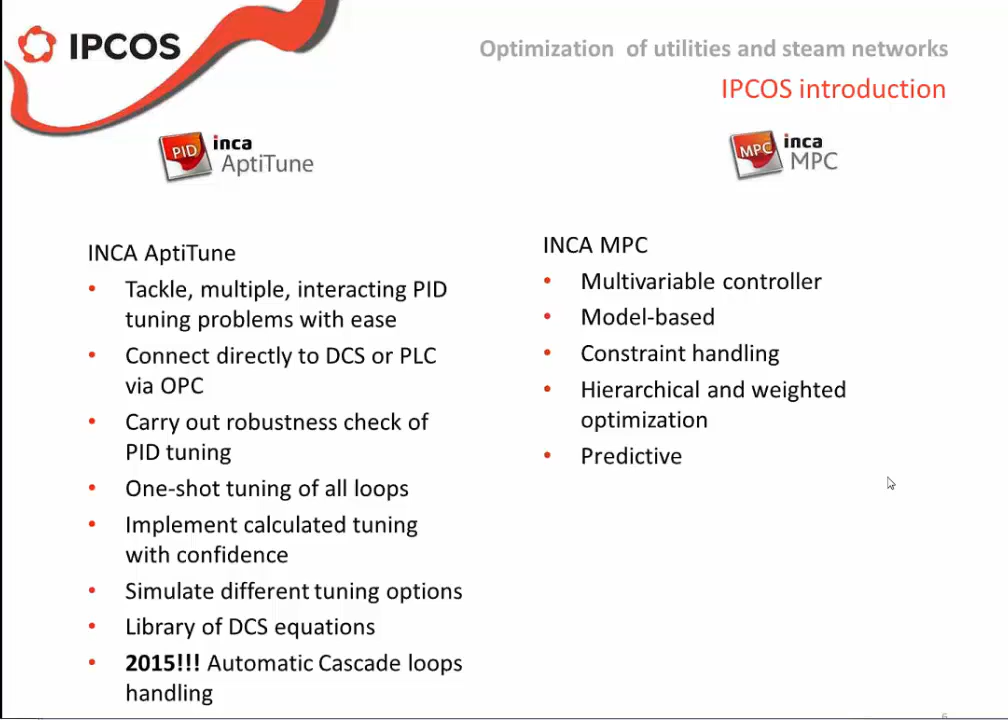 IPCOS
Optimization of utilities and steam networks
IPCOS introduction
PID
inca
AptiTune
MPC
inca
MPC
INCA AptiTune
• Tackle, multiple, interacting PID
tuning problems with ease
• Connect directly to DCS or PLC
via OPC
• Carry out robustness check of
PID tuning
• One-shot tuning of all loops
• Implement calculated tuning
with confidence
• Simulate different tuning options
• Library of DCS equations
• 2015!!! Automatic Cascade loops
handling
INCA MPC
• Multivariable controller
• Model-based
• Constraint handling
• Hierarchical and weighted
optimization
• Predictive